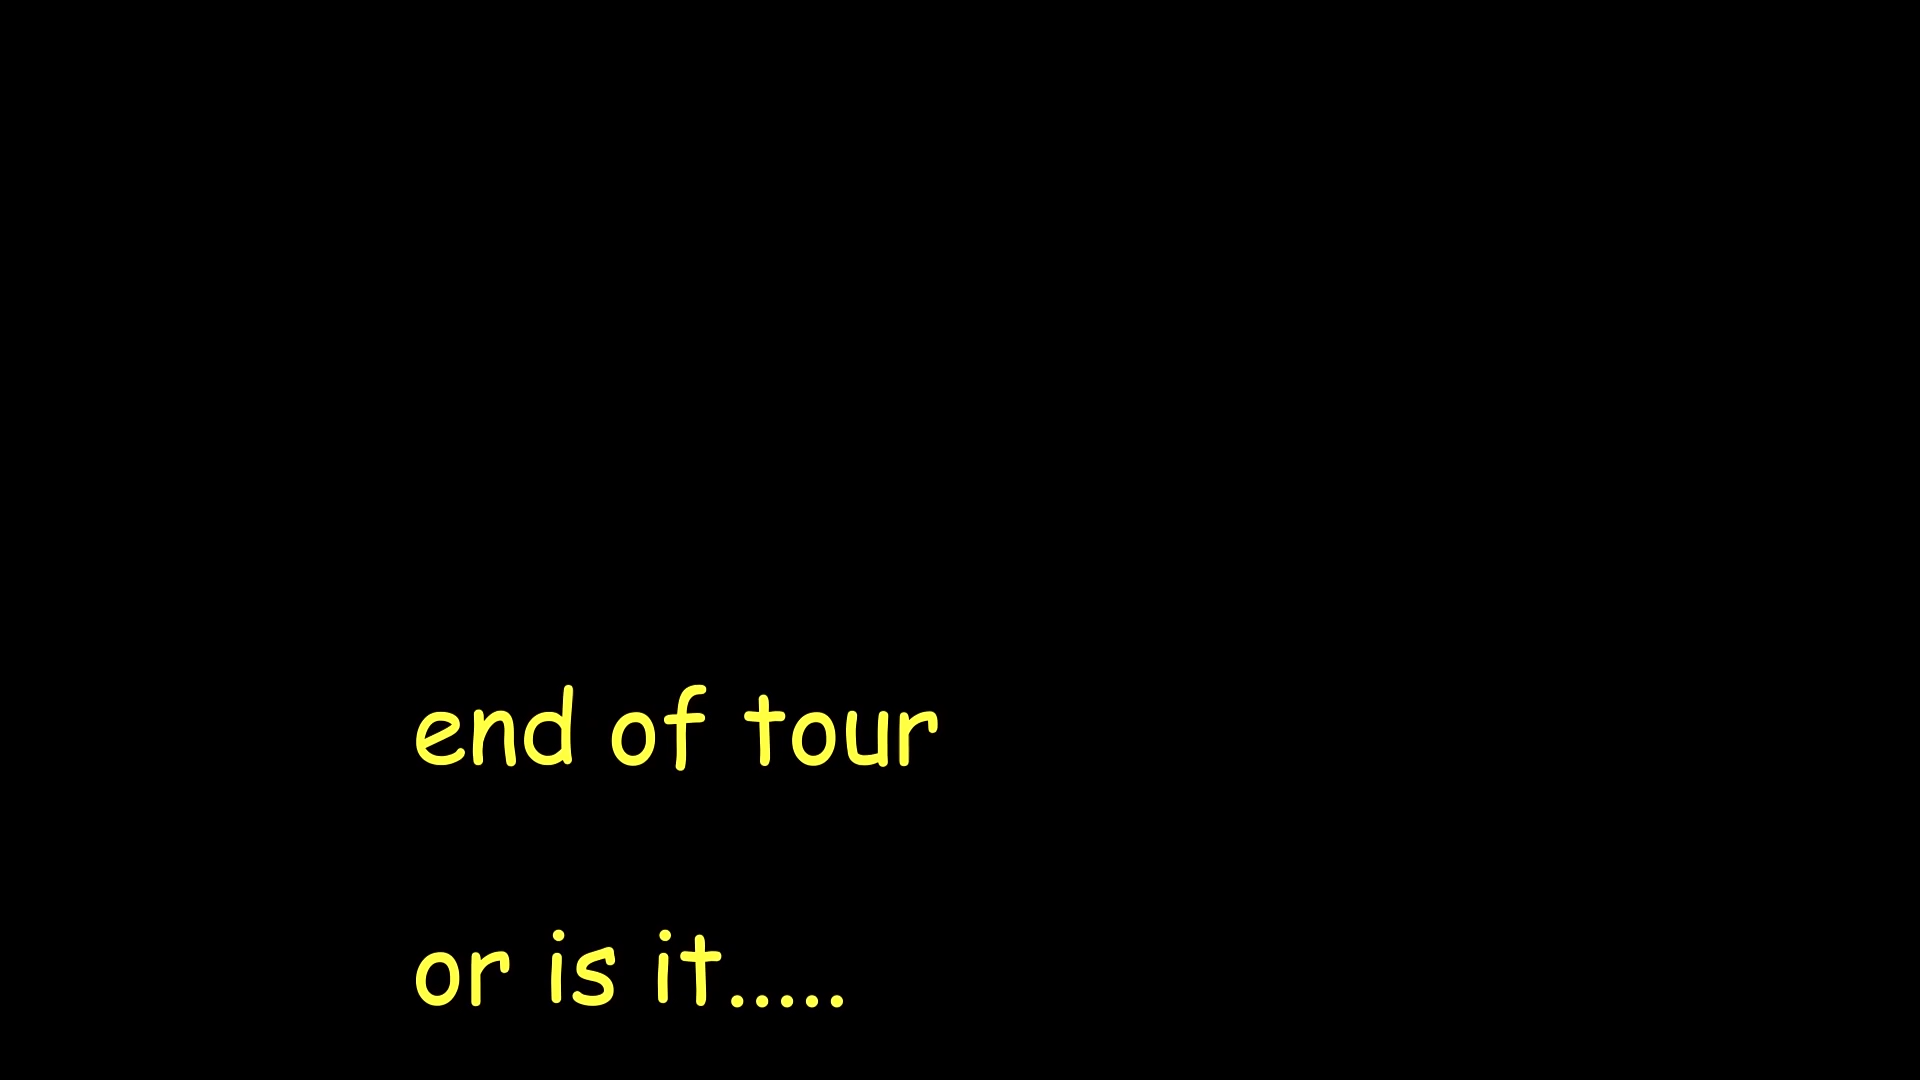 end of tour
or is it.....